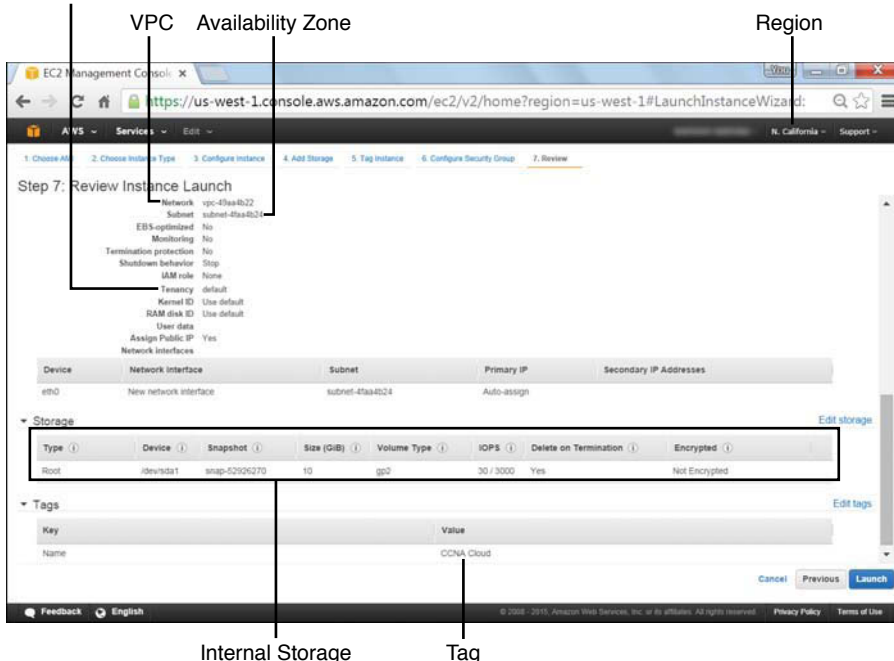 VPC Availability Zone Region
EC2 Management Consol
https://us-west-1.console.aws.amazon.com/ec2/v2/home?region=us-west-1#LaunchInstanceWizard:
AWS Services Edit N. California Support
1. Choose AMI 2. Choose Instance Type 3. Configure Instance 4. Add Storage 5. Tag Instance 6. Configure Security Group 7. Review
Step 7: Review Instance Launch
Network vpc-49aa4b22
Subnet subnet-4faa4b24
EBS-optimized No
Monitoring No
Termination protection No
Shutdown behavior Stop
IAM role None
Tenancy default
Kernel ID Use default
RAM disk ID Use default
User data
Assign Public IP Yes
Network interfaces
Device Network Interface Subnet Primary IP Secondary IP Addresses
eth0 New network interface subnet-4faa4b24 Auto-assign
Storage Edit storage
Type Device Snapshot Size (GiB) Volume Type IOPS Delete on Termination Encrypted
Root /dev/sda1 snap-52926270 10 gp2 30 / 3000 Yes Not Encrypted
Tags Edit tags
Key Value
Name CCNA Cloud
Cancel Previous Launch
Feedback English © 2008 - 2015, Amazon Web Services, Inc. or its affiliates. All rights reserved. Privacy Policy Terms of Use
Internal Storage Tag